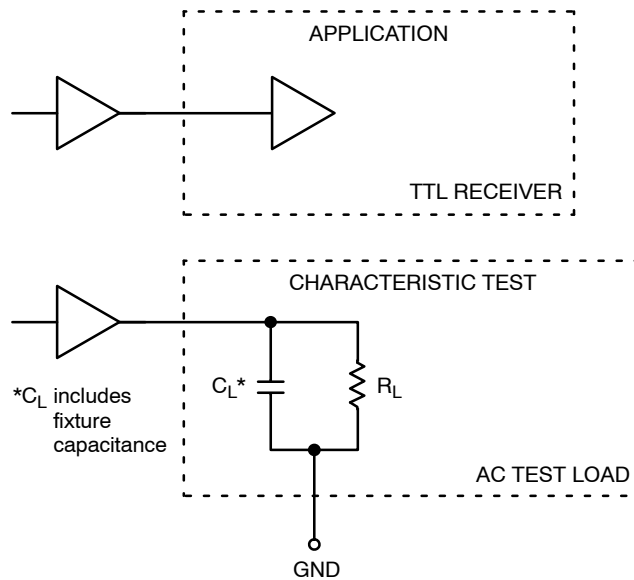 APPLICATION
TTL RECEIVER
CHARACTERISTIC TEST
*CL includes
fixture
capacitance
CL*
RL
AC TEST LOAD
GND